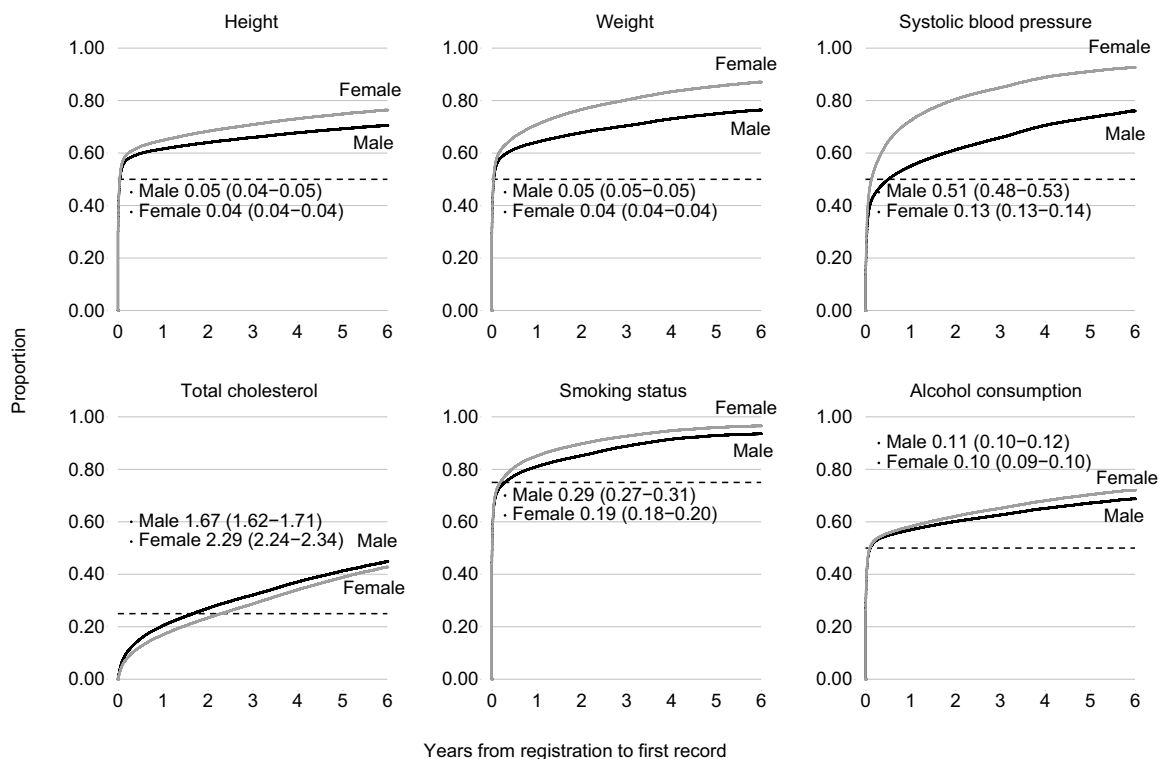 Height
1.00
0.80
0.60
0.40
0.20
0.00
Female
Male
· Male 0.05 (0.04–0.05)
· Female 0.04 (0.04–0.04)
0 1 2 3 4 5 6
Weight
1.00
0.80
0.60
0.40
0.20
0.00
Female
Male
· Male 0.05 (0.05–0.05)
· Female 0.04 (0.04–0.04)
0 1 2 3 4 5 6
Systolic blood pressure
1.00
0.80
0.60
0.40
0.20
0.00
Female
Male
· Male 0.51 (0.48–0.53)
· Female 0.13 (0.13–0.14)
0 1 2 3 4 5 6
Proportion
Total cholesterol
1.00
0.80
0.60
0.40
0.20
0.00
· Male 1.67 (1.62–1.71)
· Female 2.29 (2.24–2.34)
Male
Female
0 1 2 3 4 5 6
Smoking status
1.00
0.80
0.60
0.40
0.20
0.00
Female
Male
· Male 0.29 (0.27–0.31)
· Female 0.19 (0.18–0.20)
0 1 2 3 4 5 6
Alcohol consumption
1.00
0.80
0.60
0.40
0.20
0.00
· Male 0.11 (0.10–0.12)
· Female 0.10 (0.09–0.10)
Female
Male
0 1 2 3 4 5 6
Years from registration to first record